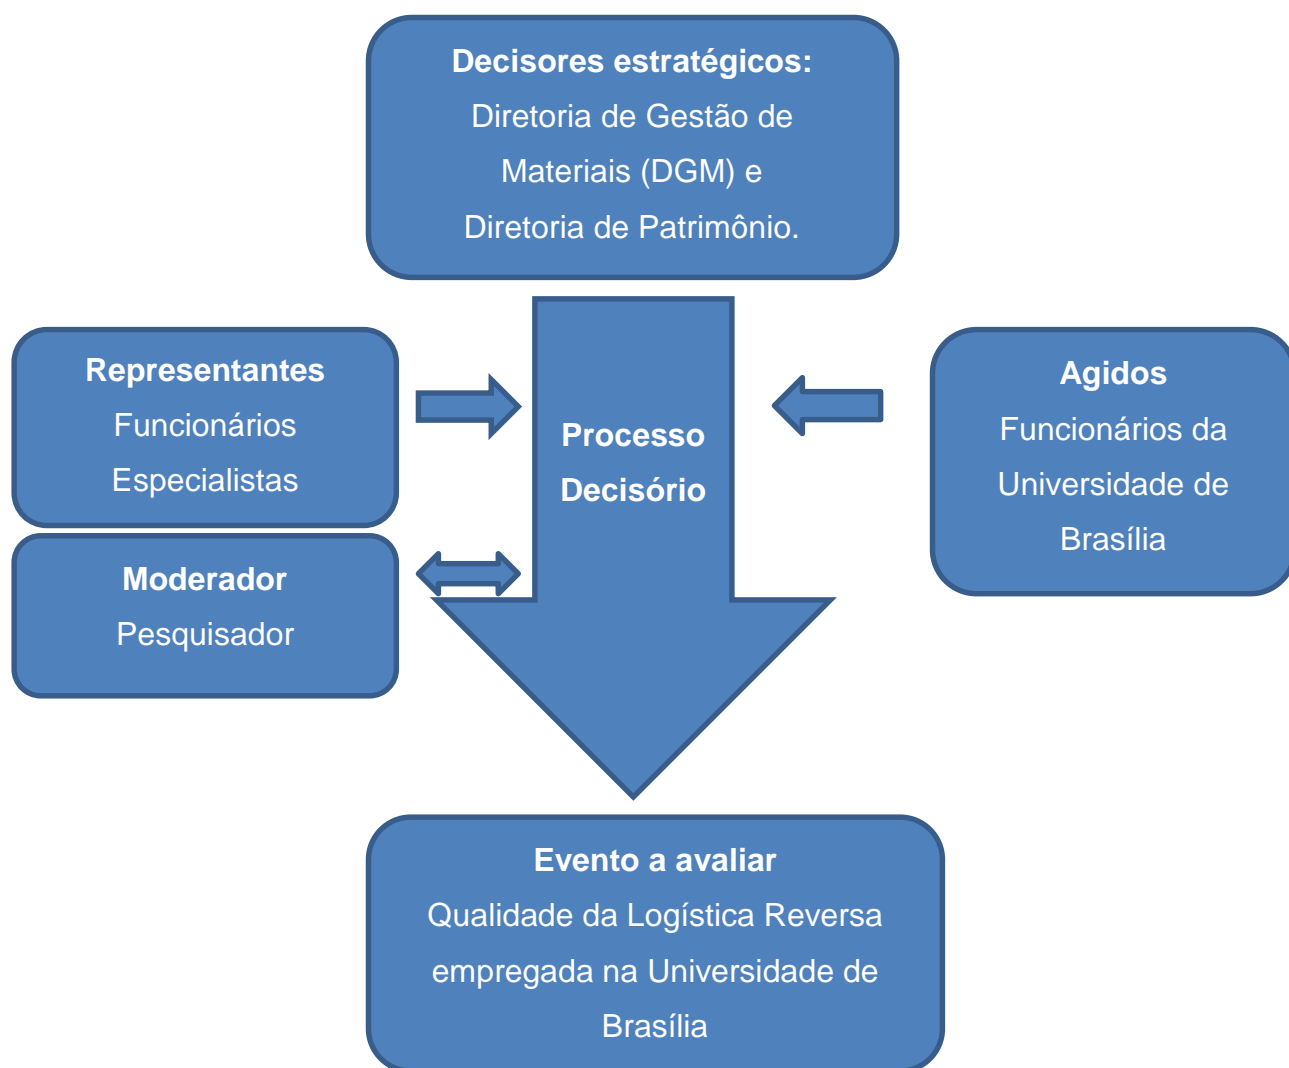 Decisores estratégicos:
Diretoria de Gestão de
Materiais (DGM) e
Diretoria de Patrimônio.
Representantes
Funcionários
Especialistas
Moderador
Pesquisador
Processo
Decisório
Agidos
Funcionários da
Universidade de
Brasília
Evento a avaliar
Qualidade da Logística Reversa
empregada na Universidade de
Brasília